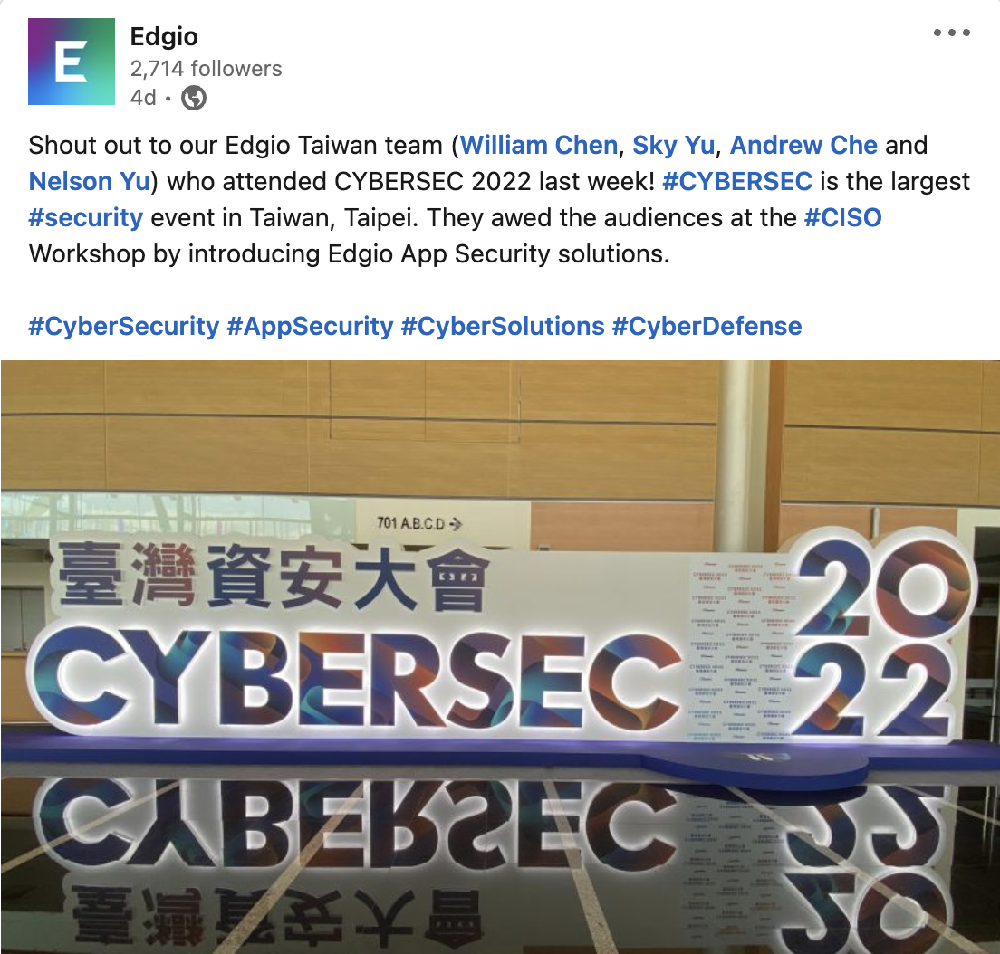 E
Edgio
2,714 followers
4d •
Shout out to our Edgio Taiwan team (William Chen, Sky Yu, Andrew Che and
Nelson Yu) who attended CYBERSEC 2022 last week! #CYBERSEC is the largest
#security event in Taiwan, Taipei. They awed the audiences at the #CISO
Workshop by introducing Edgio App Security solutions.
#CyberSecurity #AppSecurity #CyberSolutions #CyberDefense
701 A.B.C.D →
臺灣資安大會
CYBERSEC
20
22